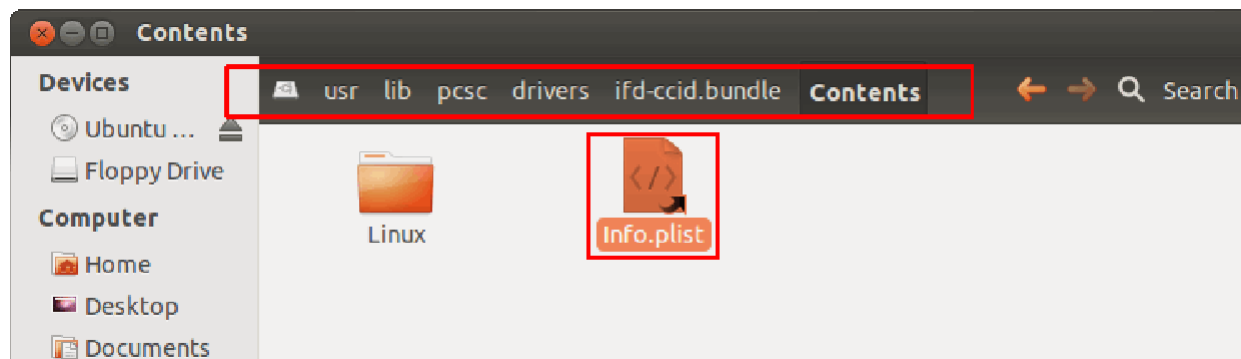 Contents
Devices
usr lib pcsc drivers ifd-ccid.bundle Contents
Search
Ubuntu ...
Floppy Drive
Computer
Home
Desktop
Documents
Linux
Info.plist